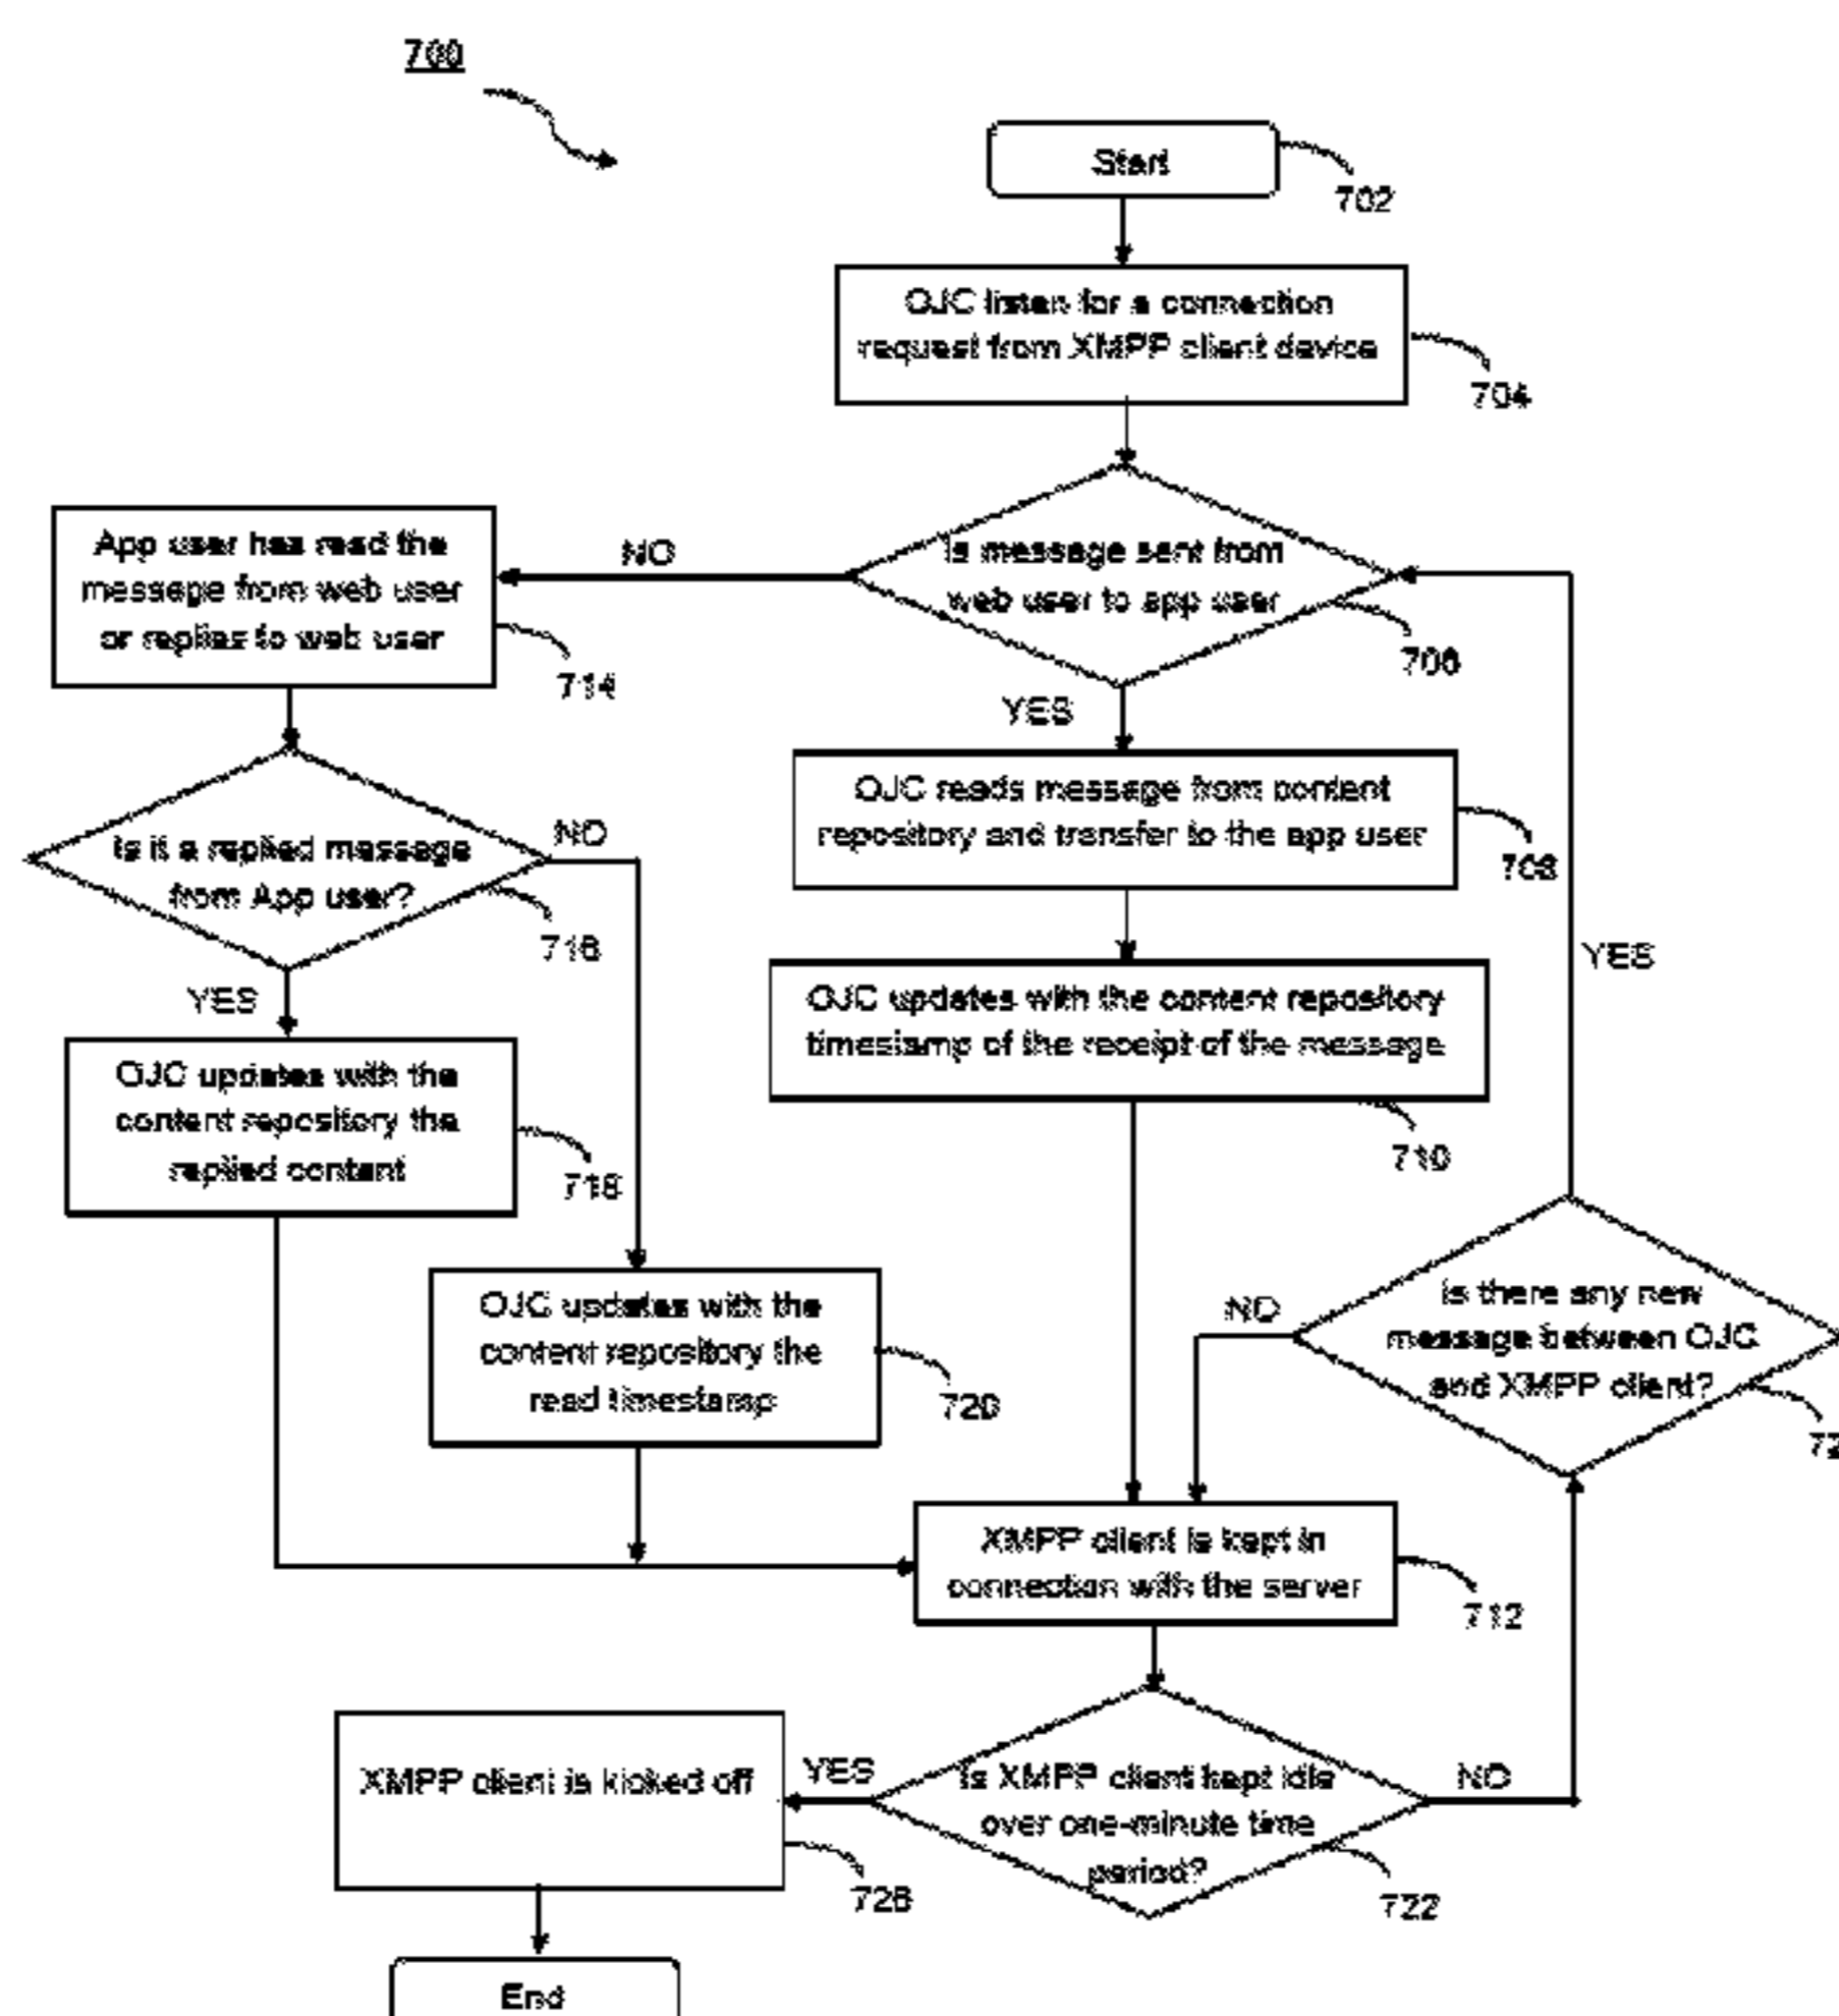 700
Start
702
OJC listen for a connection
request from XMPP client device
704
Is message sent from
web user to app user
706
NO
YES
App user has read the
message from web user
or replies to web user
714
OJC reads message from content
repository and transfer to the app user
708
Is it a replied message
from App user?
716
NO
YES
OJC updates with the content repository
timestamp of the receipt of the message
710
YES
OJC updates with the
content repository the
replied content
718
OJC updates with the
content repository the
read timestamp
720
Is there any new
message between OJC
and XMPP client?
NO
XMPP client is kept in
connection with the server
712
Is XMPP client kept idle
over one-minute time
period?
722
YES
NO
XMPP client is kicked off
End